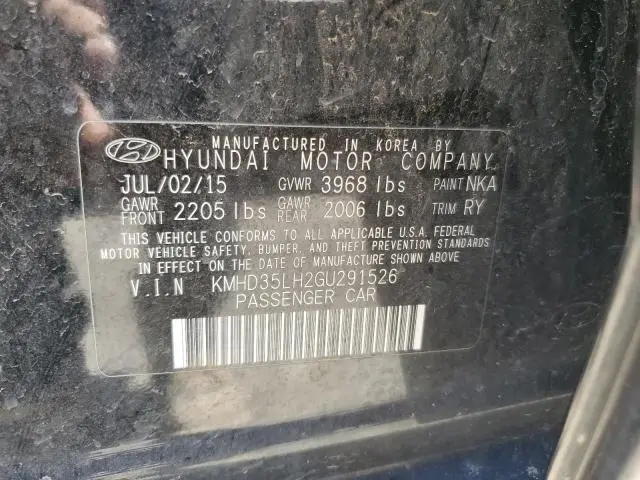 MANUFACTURED IN KOREA BY
HYUNDAI MOTOR COMPANY
JUL/02/15 GVWR 3968 lbs PAINT NKA
GAWR FRONT 2205 lbs GAWR REAR 2006 lbs TRIM RY
THIS VEHICLE CONFORMS TO ALL APPLICABLE U.S.A. FEDERAL
MOTOR VEHICLE SAFETY, BUMPER, AND THEFT PREVENTION STANDARDS
IN EFFECT ON THE DATE OF MANUFACTURE SHOWN ABOVE
V.I.N KMHD35LH2GU291526
PASSENGER CAR